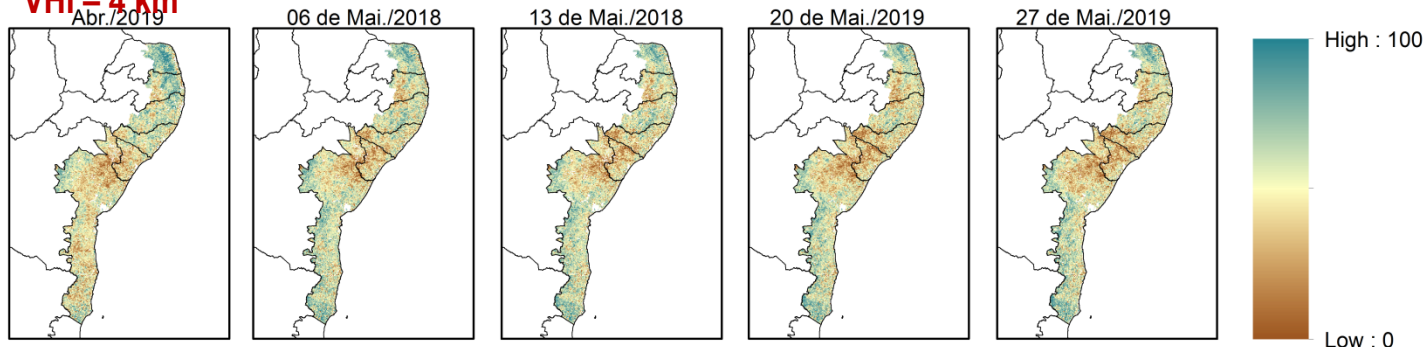 VHI – 4 km
Abr./2019
06 de Mai./2018
13 de Mai./2018
20 de Mai./2019
27 de Mai./2019
High : 100
Low : 0